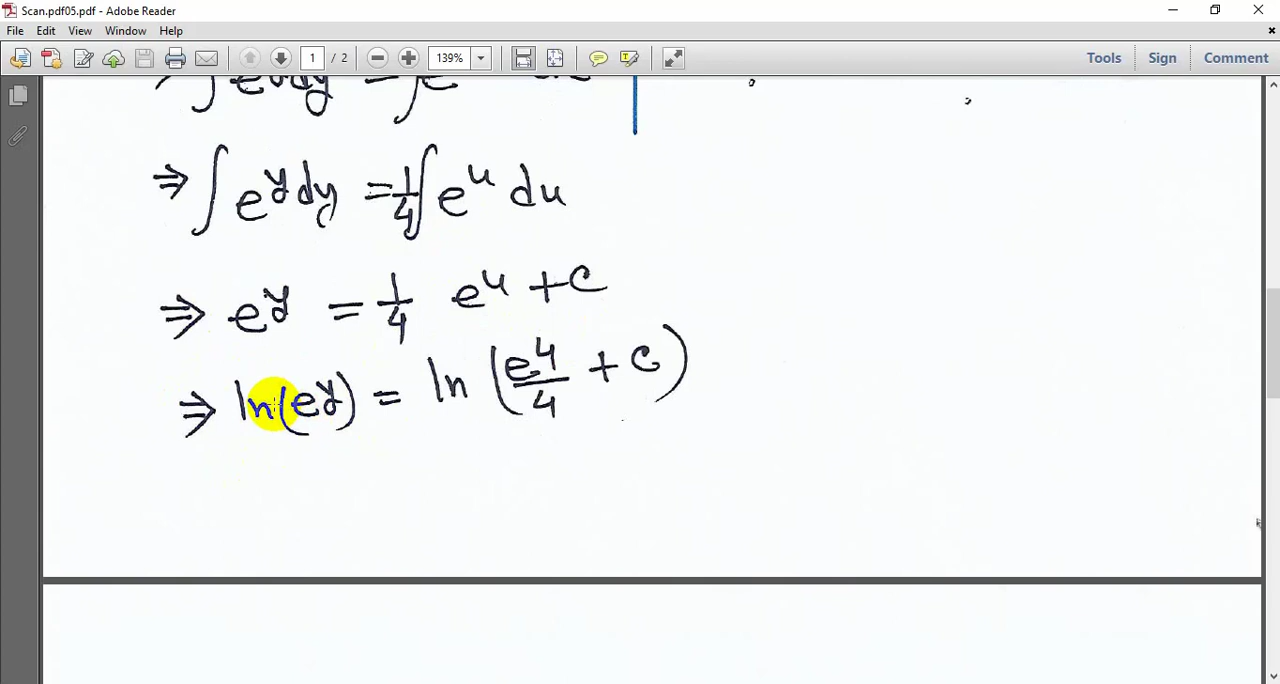 Scan.pdf05.pdf - Adobe Reader
File Edit View Window Help
1 / 2 139% Tools Sign Comment
⇒ ∫ e^y dy = 1/4 ∫ e^u du
⇒ e^y = 1/4 e^u + c
⇒ ln(e^y) = ln (e^u/4 + c)